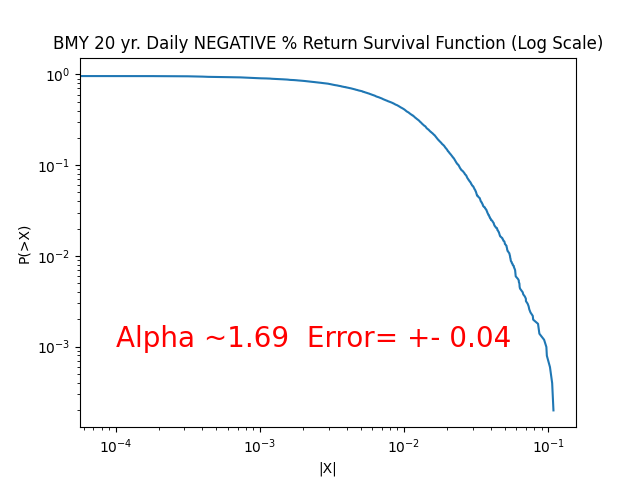 BMY 20 yr. Daily NEGATIVE % Return Survival Function (Log Scale)
10⁰
10⁻¹
10⁻²
10⁻³
P(>X)
Alpha ~1.69  Error= +- 0.04
10⁻⁴ 10⁻³ 10⁻² 10⁻¹
|X|